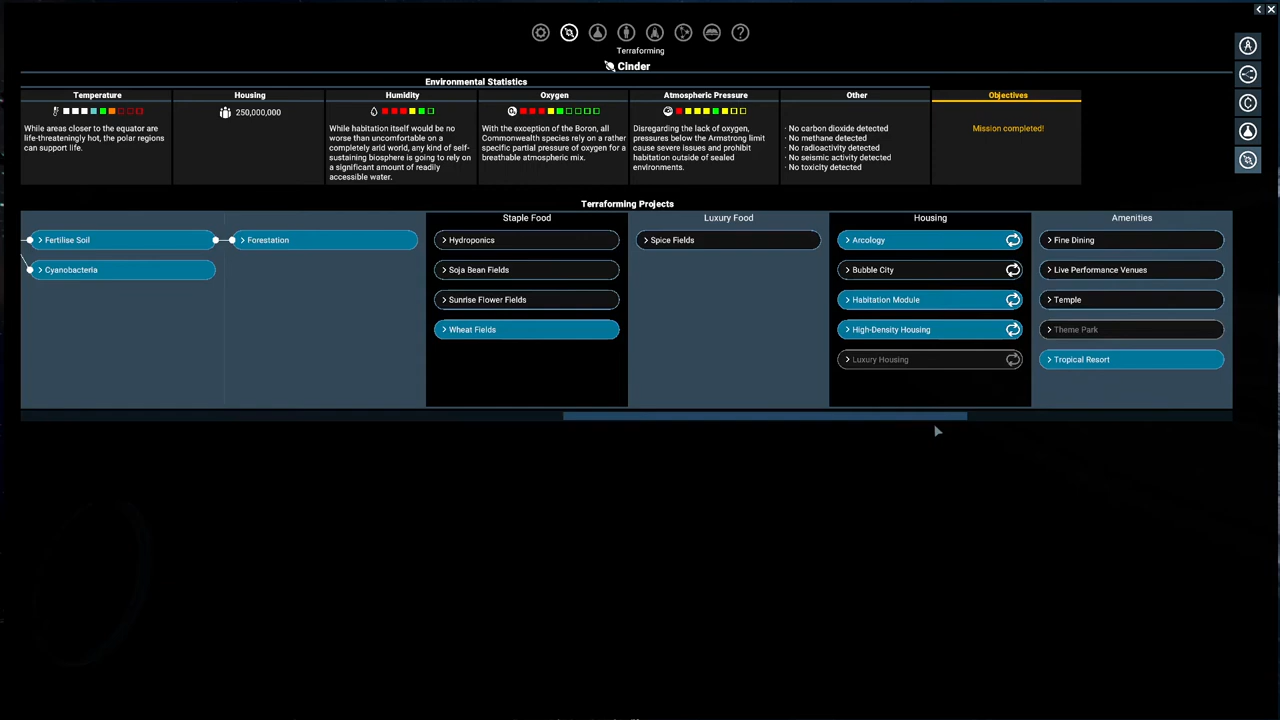 Terraforming
Cinder
Environmental Statistics
Temperature
While areas closer to the equator are
life-threateningly hot, the polar regions
can support life.
Housing
250,000,000
Humidity
While habitation itself would be no
worse than uncomfortable on a
completely arid world, any kind of self-
sustaining biosphere is going to rely on
a significant amount of readily
accessible water.
Oxygen
With the exception of the Boron, all
Commonwealth species rely on a rather
specific partial pressure of oxygen for a
breathable atmospheric mix.
Atmospheric Pressure
Disregarding the lack of oxygen,
pressures below the Armstrong limit
cause severe issues and prohibit
habitation outside of sealed
environments.
Other
· No carbon dioxide detected
· No methane detected
· No radioactivity detected
· No seismic activity detected
· No toxicity detected
Objectives
Mission completed!
Terraforming Projects
Fertilise Soil
Cyanobacteria
Forestation
Staple Food
Hydroponics
Soja Bean Fields
Sunrise Flower Fields
Wheat Fields
Luxury Food
Spice Fields
Housing
Arcology
Bubble City
Habitation Module
High-Density Housing
Luxury Housing
Amenities
Fine Dining
Live Performance Venues
Temple
Theme Park
Tropical Resort